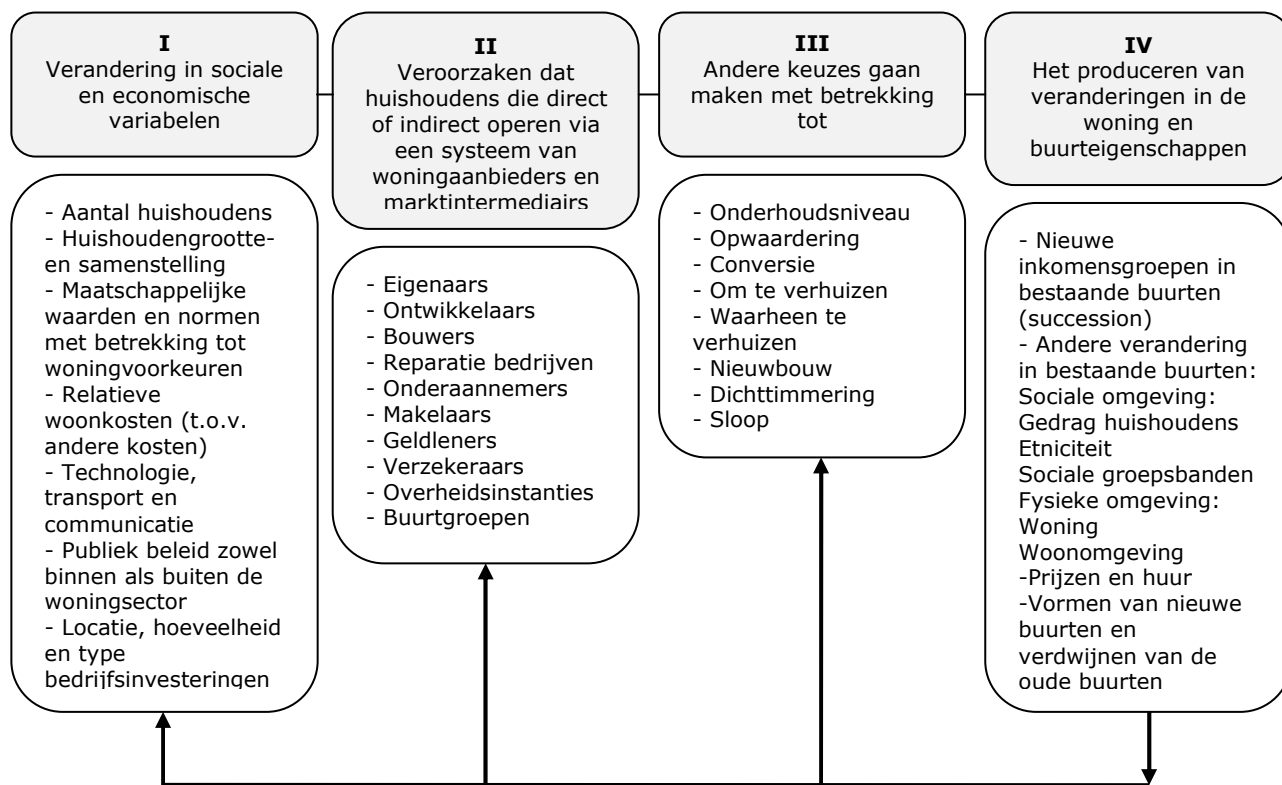 I
Verandering in sociale
en economische
variabelen
II
Veroorzaken dat
huishoudens die direct
of indirect operen via
een systeem van
woningaanbieders en
marktintermediairs
III
Andere keuzes gaan
maken met betrekking
tot
IV
Het produceren van
veranderingen in de
woning en
buurteigenschappen
- Aantal huishoudens
- Huishoudengrootte-
en samenstelling
- Maatschappelijke
waarden en normen
met betrekking tot
woningvoorkeuren
- Relatieve
woonkosten (t.o.v.
andere kosten)
- Technologie,
transport en
communicatie
- Publiek beleid zowel
binnen als buiten de
woningsector
- Locatie, hoeveelheid
en type
bedrijfsinvesteringen
- Eigenaars
- Ontwikkelaars
- Bouwers
- Reparatie bedrijven
- Onderaannemers
- Makelaars
- Geldleners
- Verzekeraars
- Overheidsinstanties
- Buurtgroepen
- Onderhoudsniveau
- Opwaardering
- Conversie
- Om te verhuizen
- Waarheen te
verhuizen
- Nieuwbouw
- Dichttimmering
- Sloop
- Nieuwe
inkomensgroepen in
bestaande buurten
(succession)
- Andere verandering
in bestaande buurten:
Sociale omgeving:
Gedrag huishoudens
Etniciteit
Sociale groepsbanden
Fysieke omgeving:
Woning
Woonomgeving
-Prijzen en huur
-Vormen van nieuwe
buurten en
verdwijnen van de
oude buurten